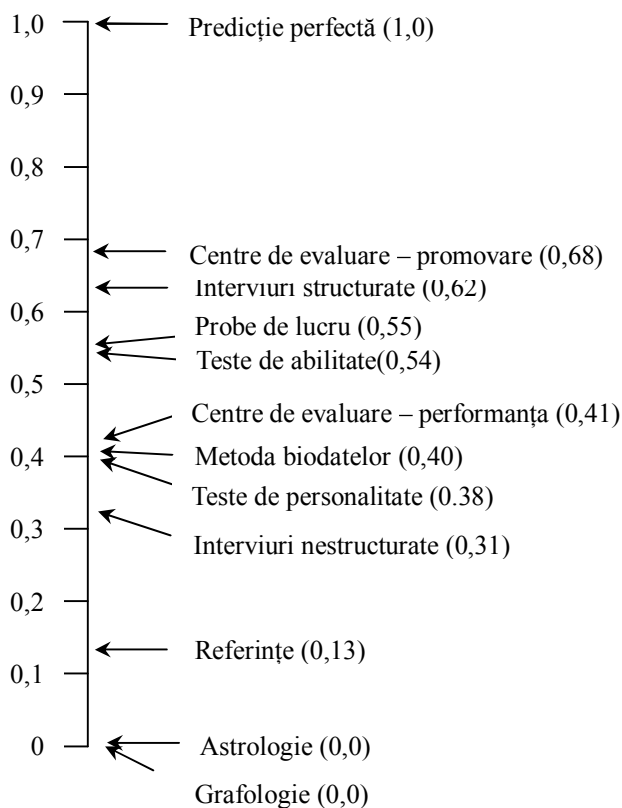 1,0 Predicție perfectă (1,0)
0,9
0,8
0,7
Centre de evaluare – promovare (0,68)
Interviuri structurate (0,62)
0,6
Probe de lucru (0,55)
Teste de abilitate(0,54)
0,5
Centre de evaluare – performanța (0,41)
0,4 Metoda biodatelor (0,40)
Teste de personalitate (0.38)
0,3
Interviuri nestructurate (0,31)
0,2
Referințe (0,13)
0,1
0 Astrologie (0,0)
Grafologie (0,0)